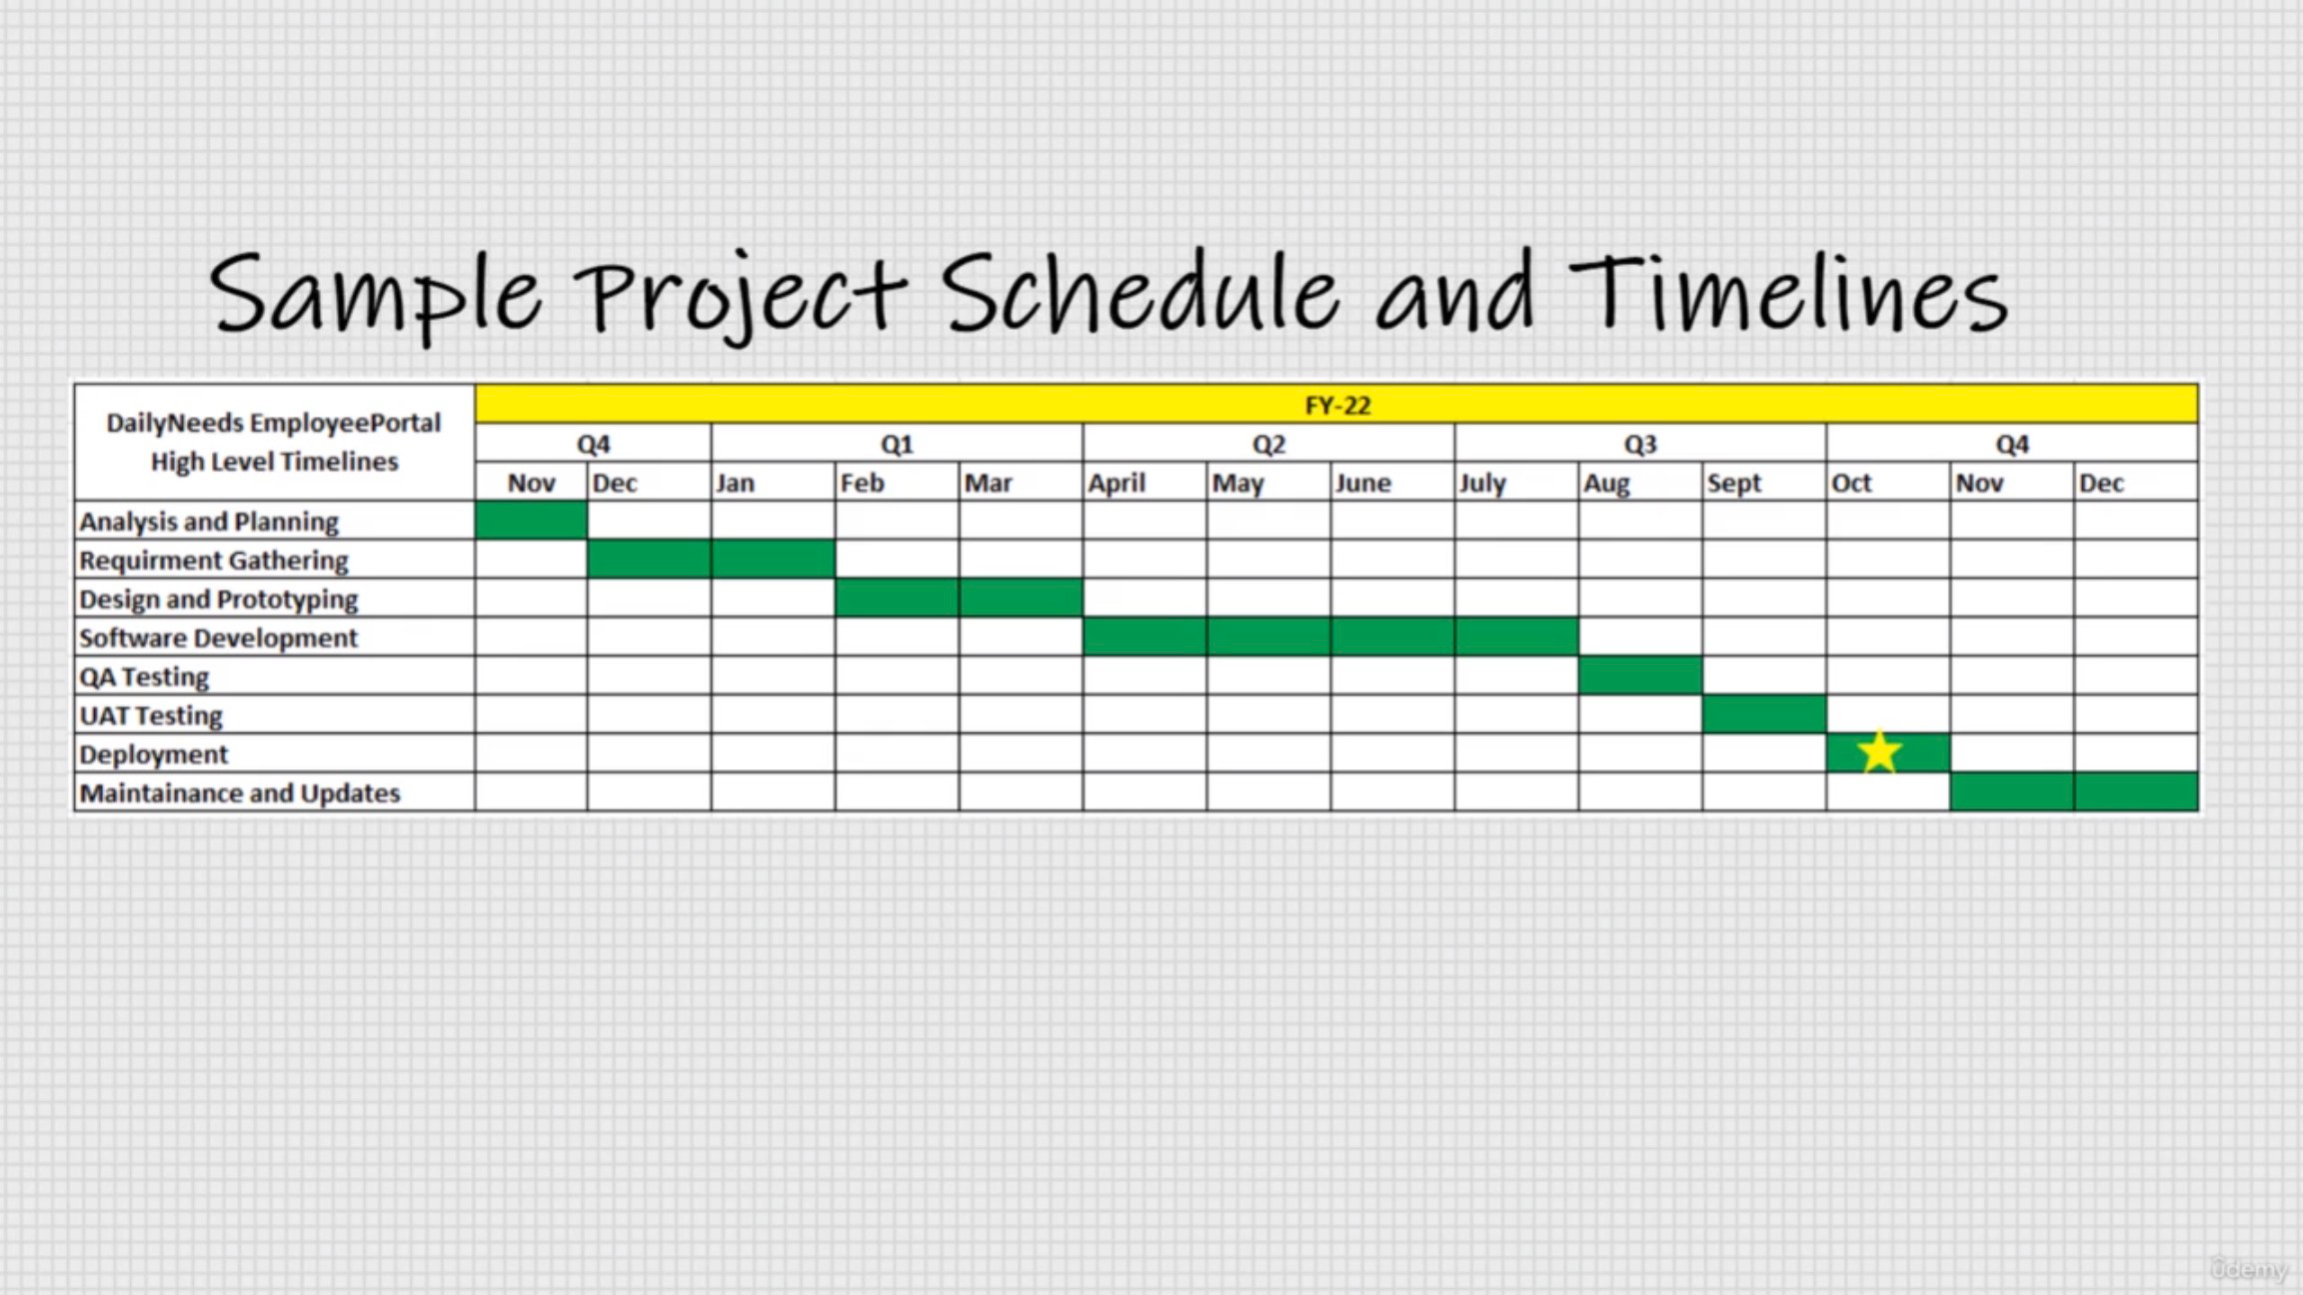 Sample Project Schedule and Timelines
DailyNeeds EmployeePortal
High Level Timelines
FY-22
Q4 Q1 Q2 Q3 Q4
Nov Dec Jan Feb Mar April May June July Aug Sept Oct Nov Dec
Analysis and Planning
Requirment Gathering
Design and Prototyping
Software Development
QA Testing
UAT Testing
Deployment
Maintainance and Updates
ûdemy